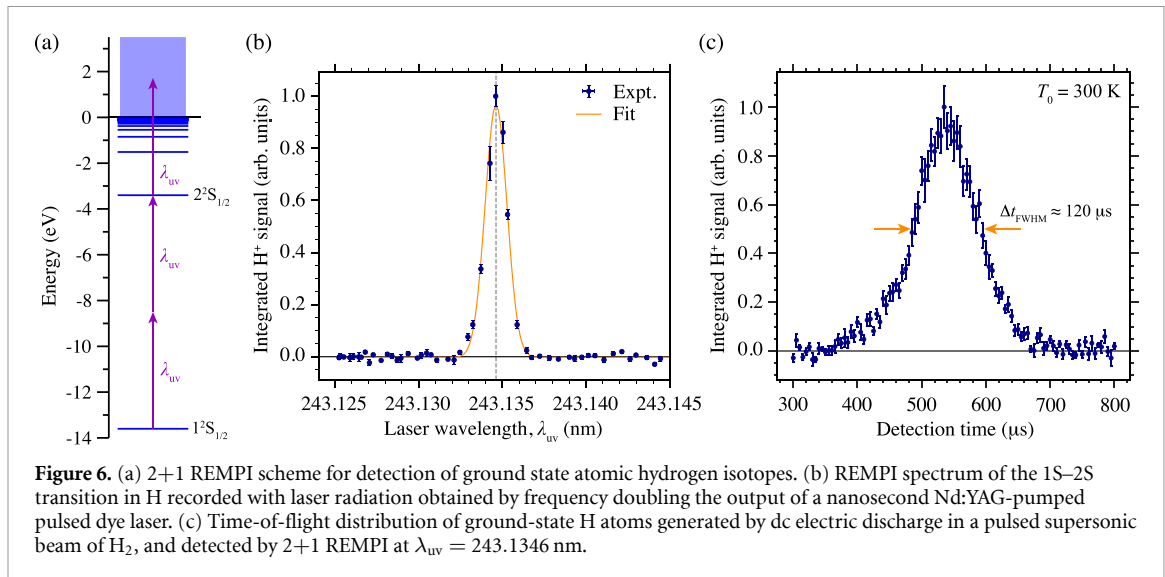 (a)
Energy (eV)
2
0
-2
-4
-6
-8
-10
-12
-14
λuv
2²S1/2
λuv
λuv
1²S1/2
(b)
Integrated H⁺ signal (arb. units)
1.0
0.8
0.6
0.4
0.2
0.0
Expt.
Fit
243.125 243.130 243.135 243.140 243.145
Laser wavelength, λuv (nm)
(c)
Integrated H⁺ signal (arb. units)
1.0
0.8
0.6
0.4
0.2
0.0
T₀ = 300 K
ΔtFWHM ≈ 120 μs
300 400 500 600 700 800
Detection time (μs)
Figure 6. (a) 2+1 REMPI scheme for detection of ground state atomic hydrogen isotopes. (b) REMPI spectrum of the 1S–2S
transition in H recorded with laser radiation obtained by frequency doubling the output of a nanosecond Nd:YAG-pumped
pulsed dye laser. (c) Time-of-flight distribution of ground-state H atoms generated by dc electric discharge in a pulsed supersonic
beam of H₂, and detected by 2+1 REMPI at λuv = 243.1346 nm.